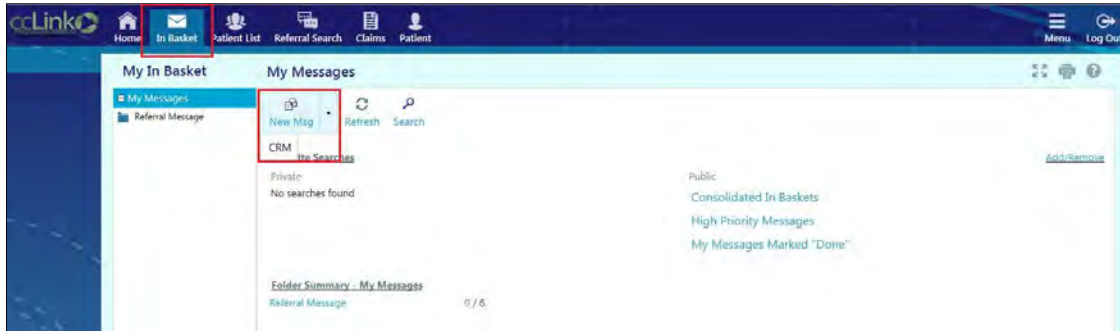 ccLink
Home In Basket Patient List Referral Search Claims Patient Menu Log Out
My In Basket My Messages
My Messages
Referral Message
New Msg Refresh Search
CRM
ite Searches Add/Remove
Private Public
No searches found Consolidated In Baskets
High Priority Messages
My Messages Marked "Done"
Folder Summary - My Messages
Referral Message 0 / 6